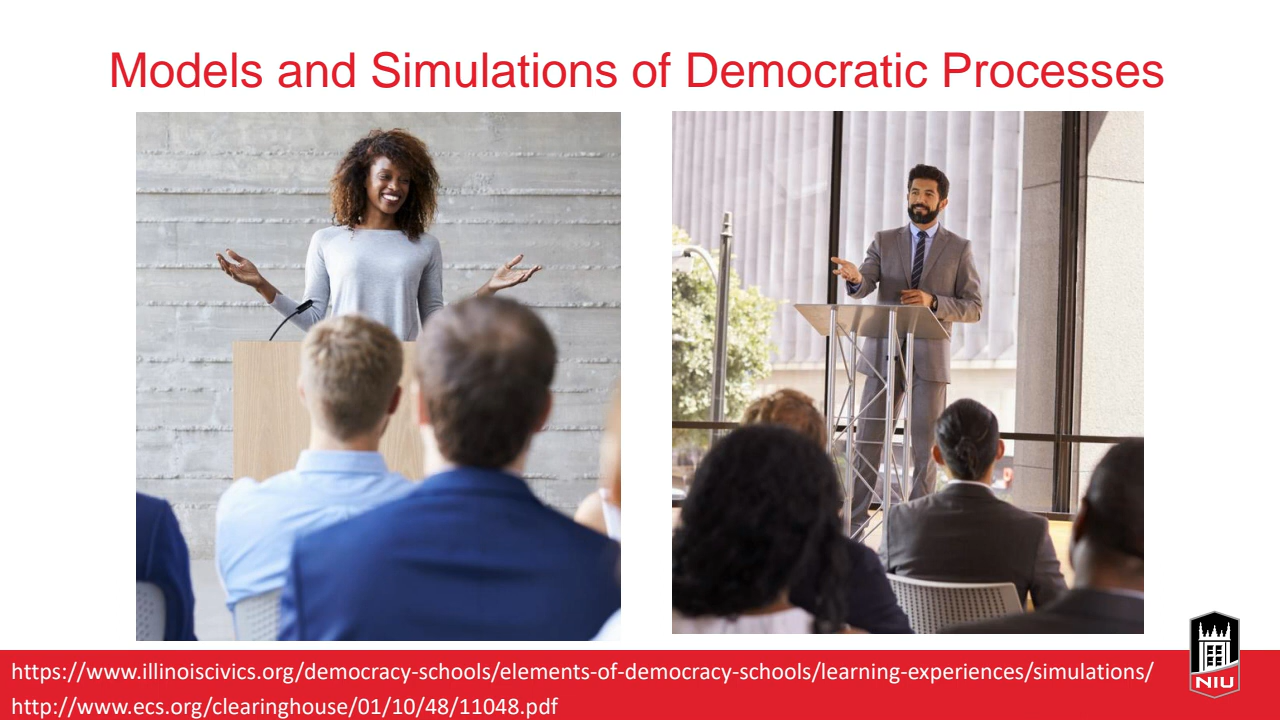 Models and Simulations of Democratic Processes
https://www.illinoiscivics.org/democracy-schools/elements-of-democracy-schools/learning-experiences/simulations/
http://www.ecs.org/clearinghouse/01/10/48/11048.pdf
NIU